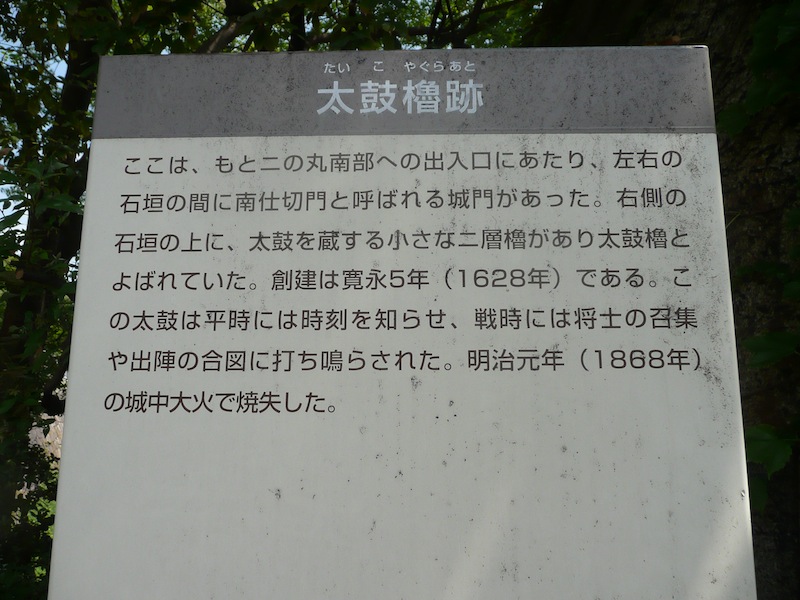 たい こ やぐらあと
太鼓櫓跡
ここは、もと二の丸南部への出入口にあたり、左右の
石垣の間に南仕切門と呼ばれる城門があった。右側の
石垣の上に、太鼓を蔵する小さな二層櫓があり太鼓櫓と
よばれていた。創建は寛永5年（1628年）である。こ
の太鼓は平時には時刻を知らせ、戦時には将士の召集
や出陣の合図に打ち鳴らされた。明治元年（1868年）
の城中大火で焼失した。